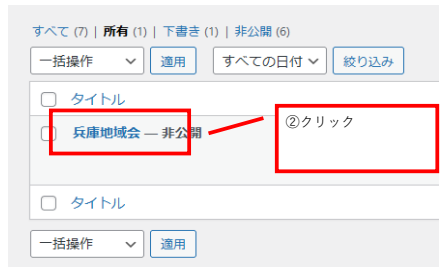 すべて (7) | 所有 (1) | 下書き (1) | 非公開 (6)
一括操作 適用 すべての日付 絞り込み
タイトル
兵庫地域会 — 非公開
②クリック
タイトル
一括操作 適用